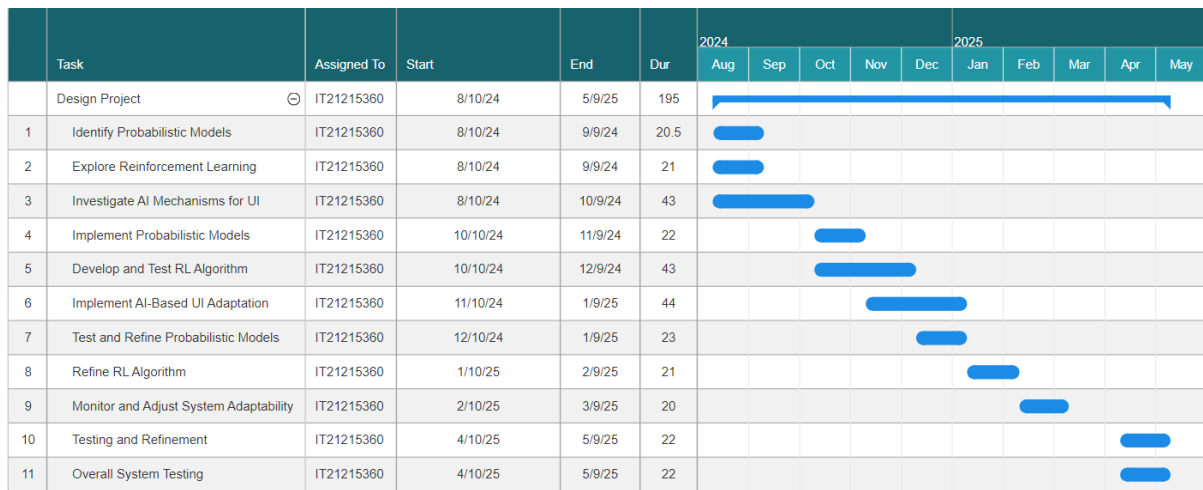 2024 2025
Task Assigned To Start End Dur Aug Sep Oct Nov Dec Jan Feb Mar Apr May
Design Project IT21215360 8/10/24 5/9/25 195
1 Identify Probabilistic Models IT21215360 8/10/24 9/9/24 20.5
2 Explore Reinforcement Learning IT21215360 8/10/24 9/9/24 21
3 Investigate AI Mechanisms for UI IT21215360 8/10/24 10/9/24 43
4 Implement Probabilistic Models IT21215360 10/10/24 11/9/24 22
5 Develop and Test RL Algorithm IT21215360 10/10/24 12/9/24 43
6 Implement AI-Based UI Adaptation IT21215360 11/10/24 1/9/25 44
7 Test and Refine Probabilistic Models IT21215360 12/10/24 1/9/25 23
8 Refine RL Algorithm IT21215360 1/10/25 2/9/25 21
9 Monitor and Adjust System Adaptability IT21215360 2/10/25 3/9/25 20
10 Testing and Refinement IT21215360 4/10/25 5/9/25 22
11 Overall System Testing IT21215360 4/10/25 5/9/25 22